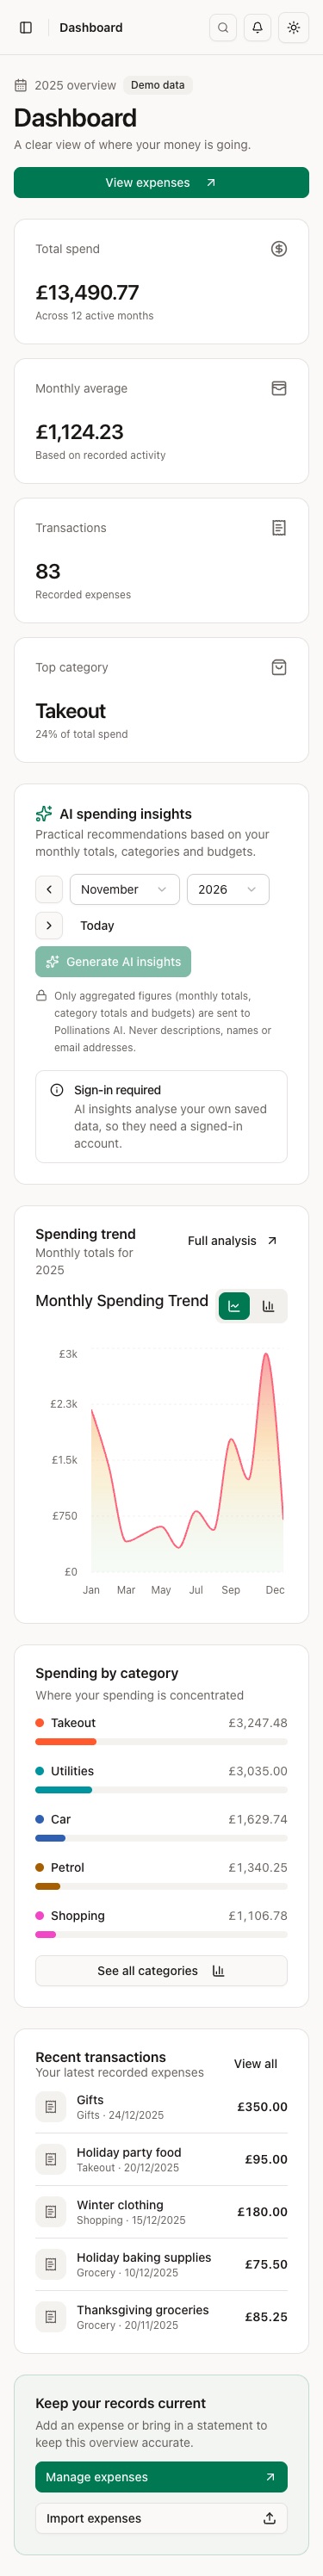 Dashboard
2025 overview Demo data
Dashboard
A clear view of where your money is going.
View expenses
Total spend
£13,490.77
Across 12 active months
Monthly average
£1,124.23
Based on recorded activity
Transactions
83
Recorded expenses
Top category
Takeout
24% of total spend
AI spending insights
Practical recommendations based on your
monthly totals, categories and budgets.
November 2026
Today
Generate AI insights
Only aggregated figures (monthly totals,
category totals and budgets) are sent to
Pollinations AI. Never descriptions, names or
email addresses.
Sign-in required
AI insights analyse your own saved
data, so they need a signed-in
account.
Spending trend
Monthly totals for
2025
Full analysis
Monthly Spending Trend
£3k
£2.3k
£1.5k
£750
£0
Jan Mar May Jul Sep Dec
Spending by category
Where your spending is concentrated
Takeout £3,247.48
Utilities £3,035.00
Car £1,629.74
Petrol £1,340.25
Shopping £1,106.78
See all categories
Recent transactions
Your latest recorded expenses
View all
Gifts
Gifts · 24/12/2025
£350.00
Holiday party food
Takeout · 20/12/2025
£95.00
Winter clothing
Shopping · 15/12/2025
£180.00
Holiday baking supplies
Grocery · 10/12/2025
£75.50
Thanksgiving groceries
Grocery · 20/11/2025
£85.25
Keep your records current
Add an expense or bring in a statement to
keep this overview accurate.
Manage expenses
Import expenses